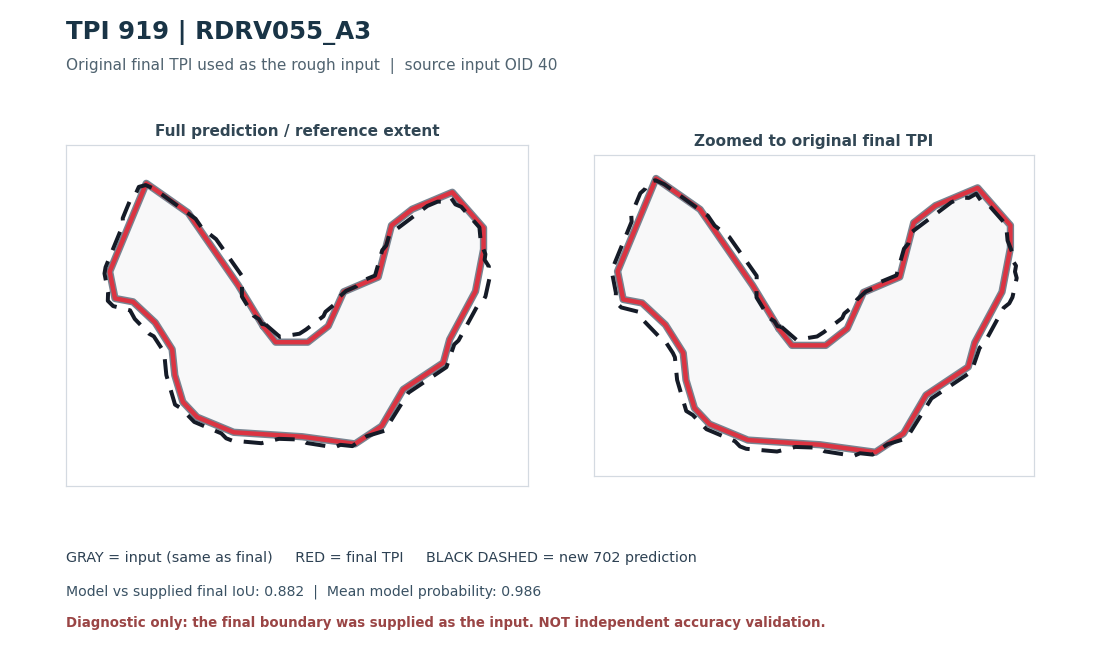 TPI 919 | RDRV055_A3
Original final TPI used as the rough input | source input OID 40
Full prediction / reference extent
Zoomed to original final TPI
GRAY = input (same as final) RED = final TPI BLACK DASHED = new 702 prediction
Model vs supplied final IoU: 0.882 | Mean model probability: 0.986
Diagnostic only: the final boundary was supplied as the input. NOT independent accuracy validation.